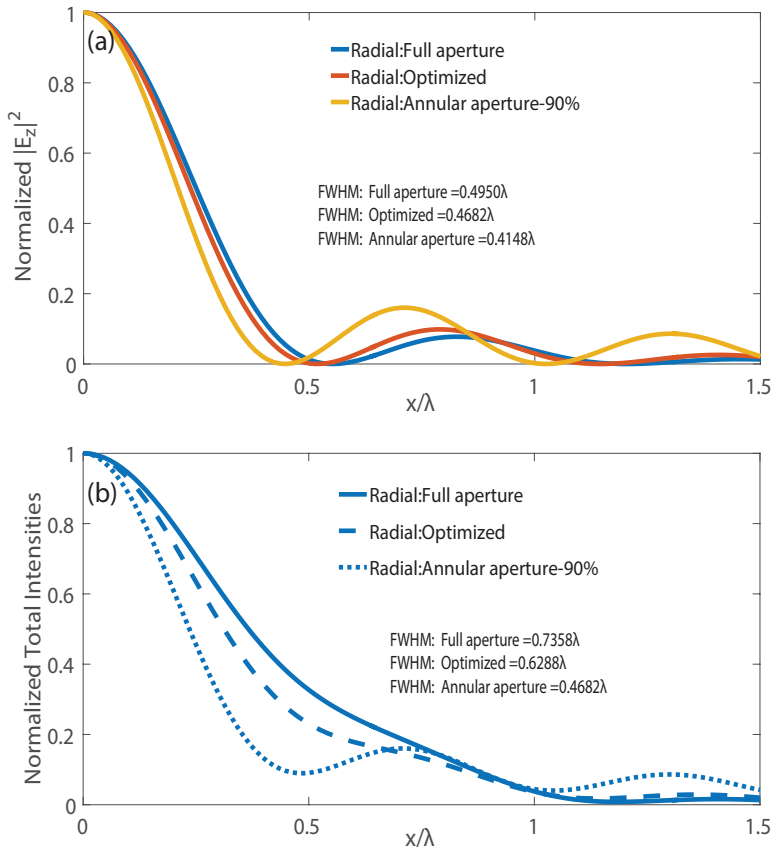 (a)
Radial:Full aperture
Radial:Optimized
Radial:Annular aperture-90%
FWHM: Full aperture =0.4950λ
FWHM: Optimized =0.4682λ
FWHM: Annular aperture =0.4148λ
Normalized |E_z|^2
1
0.8
0.6
0.4
0.2
0
0 0.5 1 1.5
x/λ
(b)
Radial:Full aperture
Radial:Optimized
Radial:Annular aperture-90%
FWHM: Full aperture =0.7358λ
FWHM: Optimized =0.6288λ
FWHM: Annular aperture =0.4682λ
Normalized Total Intensities
1
0.8
0.6
0.4
0.2
0
0 0.5 1 1.5
x/λ